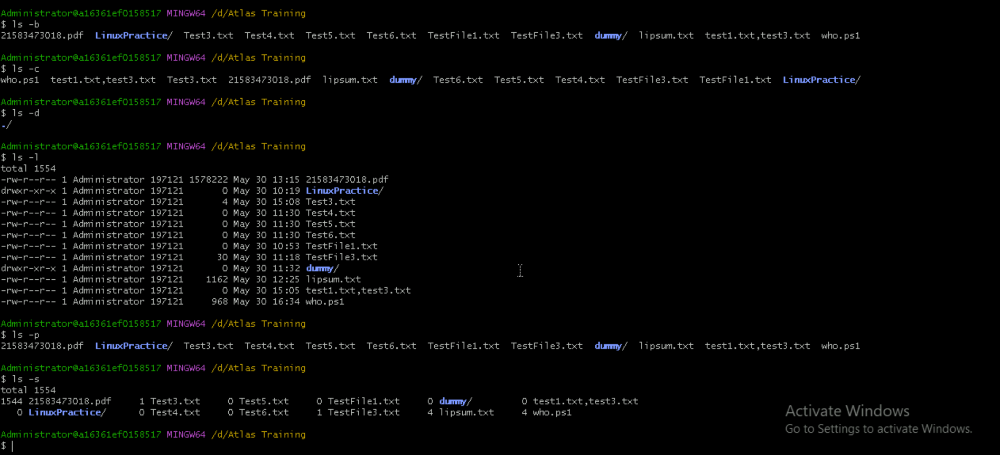 Administrator@a16361ef0158517 MINGW64 /d/Atlas Training
$ ls -b
21583473018.pdf  LinuxPractice/  Test3.txt  Test4.txt  Test5.txt  Test6.txt  TestFile1.txt  TestFile3.txt  dummy/  lipsum.txt  test1.txt,test3.txt  who.ps1
Administrator@a16361ef0158517 MINGW64 /d/Atlas Training
$ ls -c
who.ps1  test1.txt,test3.txt  Test3.txt  21583473018.pdf  lipsum.txt  dummy/  Test6.txt  Test5.txt  Test4.txt  TestFile3.txt  TestFile1.txt  LinuxPractice/
Administrator@a16361ef0158517 MINGW64 /d/Atlas Training
$ ls -d
./
Administrator@a16361ef0158517 MINGW64 /d/Atlas Training
$ ls -l
total 1554
-rw-r--r-- 1 Administrator 197121 1578222 May 30 13:15 21583473018.pdf
drwxr-xr-x 1 Administrator 197121       0 May 30 10:19 LinuxPractice/
-rw-r--r-- 1 Administrator 197121       4 May 30 15:08 Test3.txt
-rw-r--r-- 1 Administrator 197121       0 May 30 11:30 Test4.txt
-rw-r--r-- 1 Administrator 197121       0 May 30 11:30 Test5.txt
-rw-r--r-- 1 Administrator 197121       0 May 30 11:30 Test6.txt
-rw-r--r-- 1 Administrator 197121       0 May 30 10:53 TestFile1.txt
-rw-r--r-- 1 Administrator 197121      30 May 30 11:18 TestFile3.txt
drwxr-xr-x 1 Administrator 197121       0 May 30 11:32 dummy/
-rw-r--r-- 1 Administrator 197121    1162 May 30 12:25 lipsum.txt
-rw-r--r-- 1 Administrator 197121       0 May 30 15:05 test1.txt,test3.txt
-rw-r--r-- 1 Administrator 197121     968 May 30 16:34 who.ps1
Administrator@a16361ef0158517 MINGW64 /d/Atlas Training
$ ls -p
21583473018.pdf  LinuxPractice/  Test3.txt  Test4.txt  Test5.txt  Test6.txt  TestFile1.txt  TestFile3.txt  dummy/  lipsum.txt  test1.txt,test3.txt  who.ps1
Administrator@a16361ef0158517 MINGW64 /d/Atlas Training
$ ls -s
total 1554
1544 21583473018.pdf     1 Test3.txt     0 Test5.txt     0 TestFile1.txt     0 dummy/         0 test1.txt,test3.txt
   0 LinuxPractice/      0 Test4.txt     0 Test6.txt     1 TestFile3.txt     4 lipsum.txt     4 who.ps1
Administrator@a16361ef0158517 MINGW64 /d/Atlas Training
$
Activate Windows
Go to Settings to activate Windows.